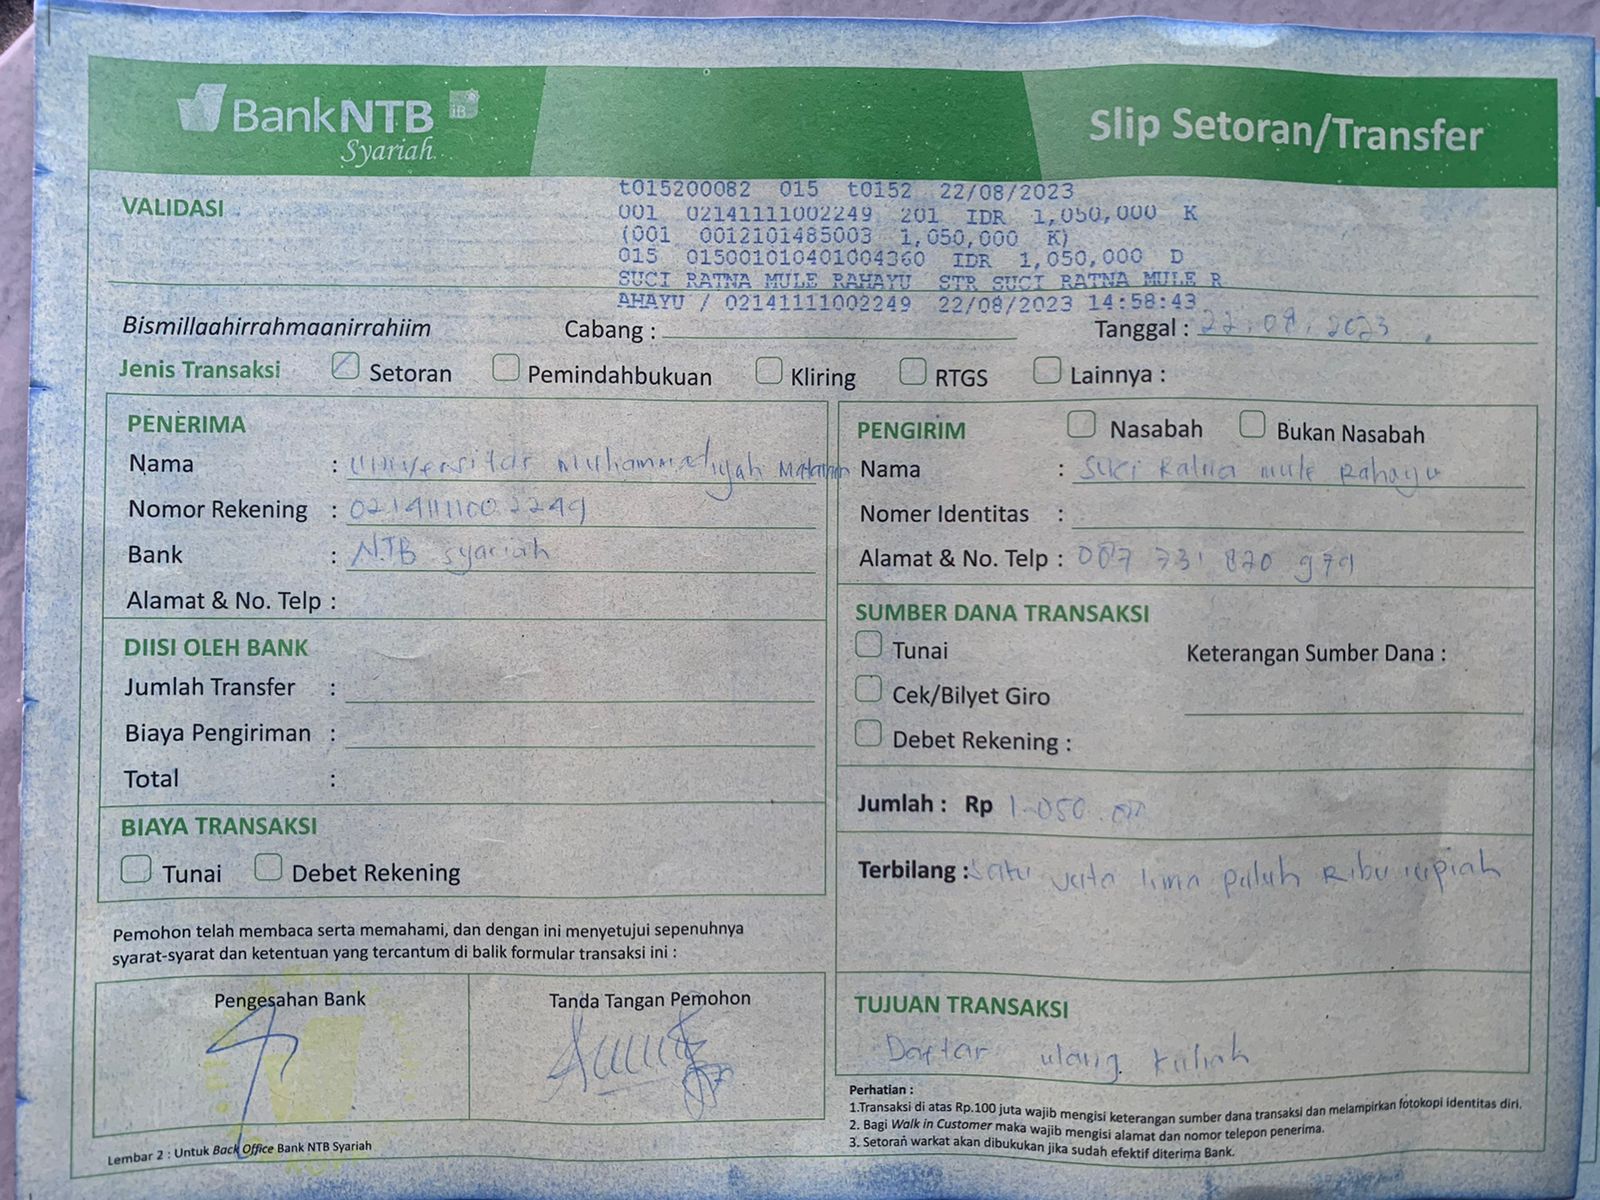 BankNTB iB
Syariah
Slip Setoran/Transfer
VALIDASI
t015200082 015 t0152 22/08/2023
001 02141111002249 201 IDR 1,050,000 K
(001 0012101485003 1,050,000 K)
015 015001010401004360 IDR 1,050,000 D
SUCI RATNA MULE RAHAYU STR SUCI RATNA MULE R
AHAYU / 02141111002249 22/08/2023 14:58:43
Bismillaahirrahmaanirrahiim Cabang : Tanggal : 22.08.2023
Jenis Transaksi Setoran Pemindahbukuan Kliring RTGS Lainnya :
PENERIMA
Nama : Universitas Muhammadiyah Mataram
Nomor Rekening : 02141111002249
Bank : NTB Syariah
Alamat & No. Telp :
DIISI OLEH BANK
Jumlah Transfer :
Biaya Pengiriman :
Total :
BIAYA TRANSAKSI
Tunai Debet Rekening
PENGIRIM Nasabah Bukan Nasabah
Nama : Suci Ratna Mule Rahayu
Nomer Identitas :
Alamat & No. Telp : 087 731 820 979
SUMBER DANA TRANSAKSI
Tunai Keterangan Sumber Dana :
Cek/Bilyet Giro
Debet Rekening :
Jumlah : Rp 1.050.000
Terbilang : Satu Juta lima puluh Ribu rupiah
TUJUAN TRANSAKSI
Daftar ulang kuliah
Pemohon telah membaca serta memahami, dan dengan ini menyetujui sepenuhnya
syarat-syarat dan ketentuan yang tercantum di balik formular transaksi ini :
Pengesahan Bank Tanda Tangan Pemohon
Lembar 2 : Untuk Back Office Bank NTB Syariah
Perhatian :
1.Transaksi di atas Rp.100 juta wajib mengisi keterangan sumber dana transaksi dan melampirkan fotokopi identitas diri.
2. Bagi Walk in Customer maka wajib mengisi alamat dan nomor telepon penerima.
3. Setoran warkat akan dibukukan jika sudah efektif diterima Bank.